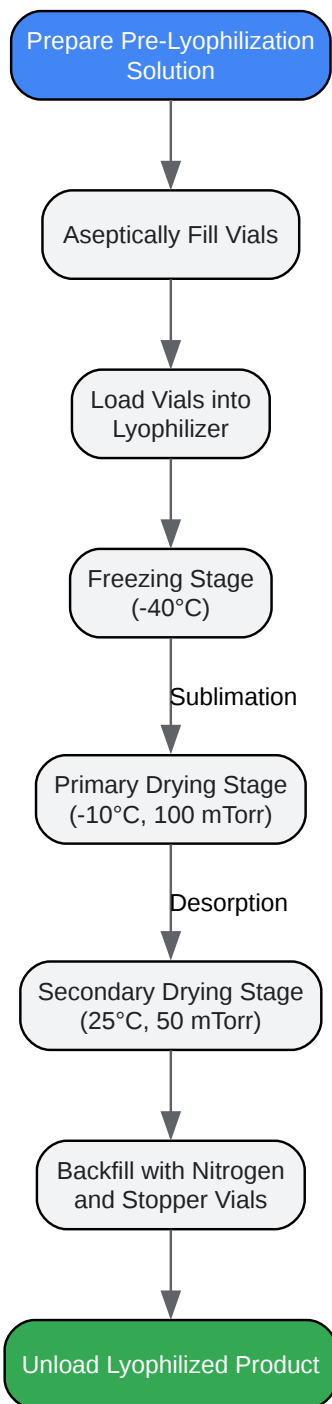 Prepare Pre-Lyophilization
Solution
Aseptically Fill Vials
Load Vials into
Lyophilizer
Freezing Stage
(-40°C)
Sublimation
Primary Drying Stage
(-10°C, 100 mTorr)
Desorption
Secondary Drying Stage
(25°C, 50 mTorr)
Backfill with Nitrogen
and Stopper Vials
Unload Lyophilized Product